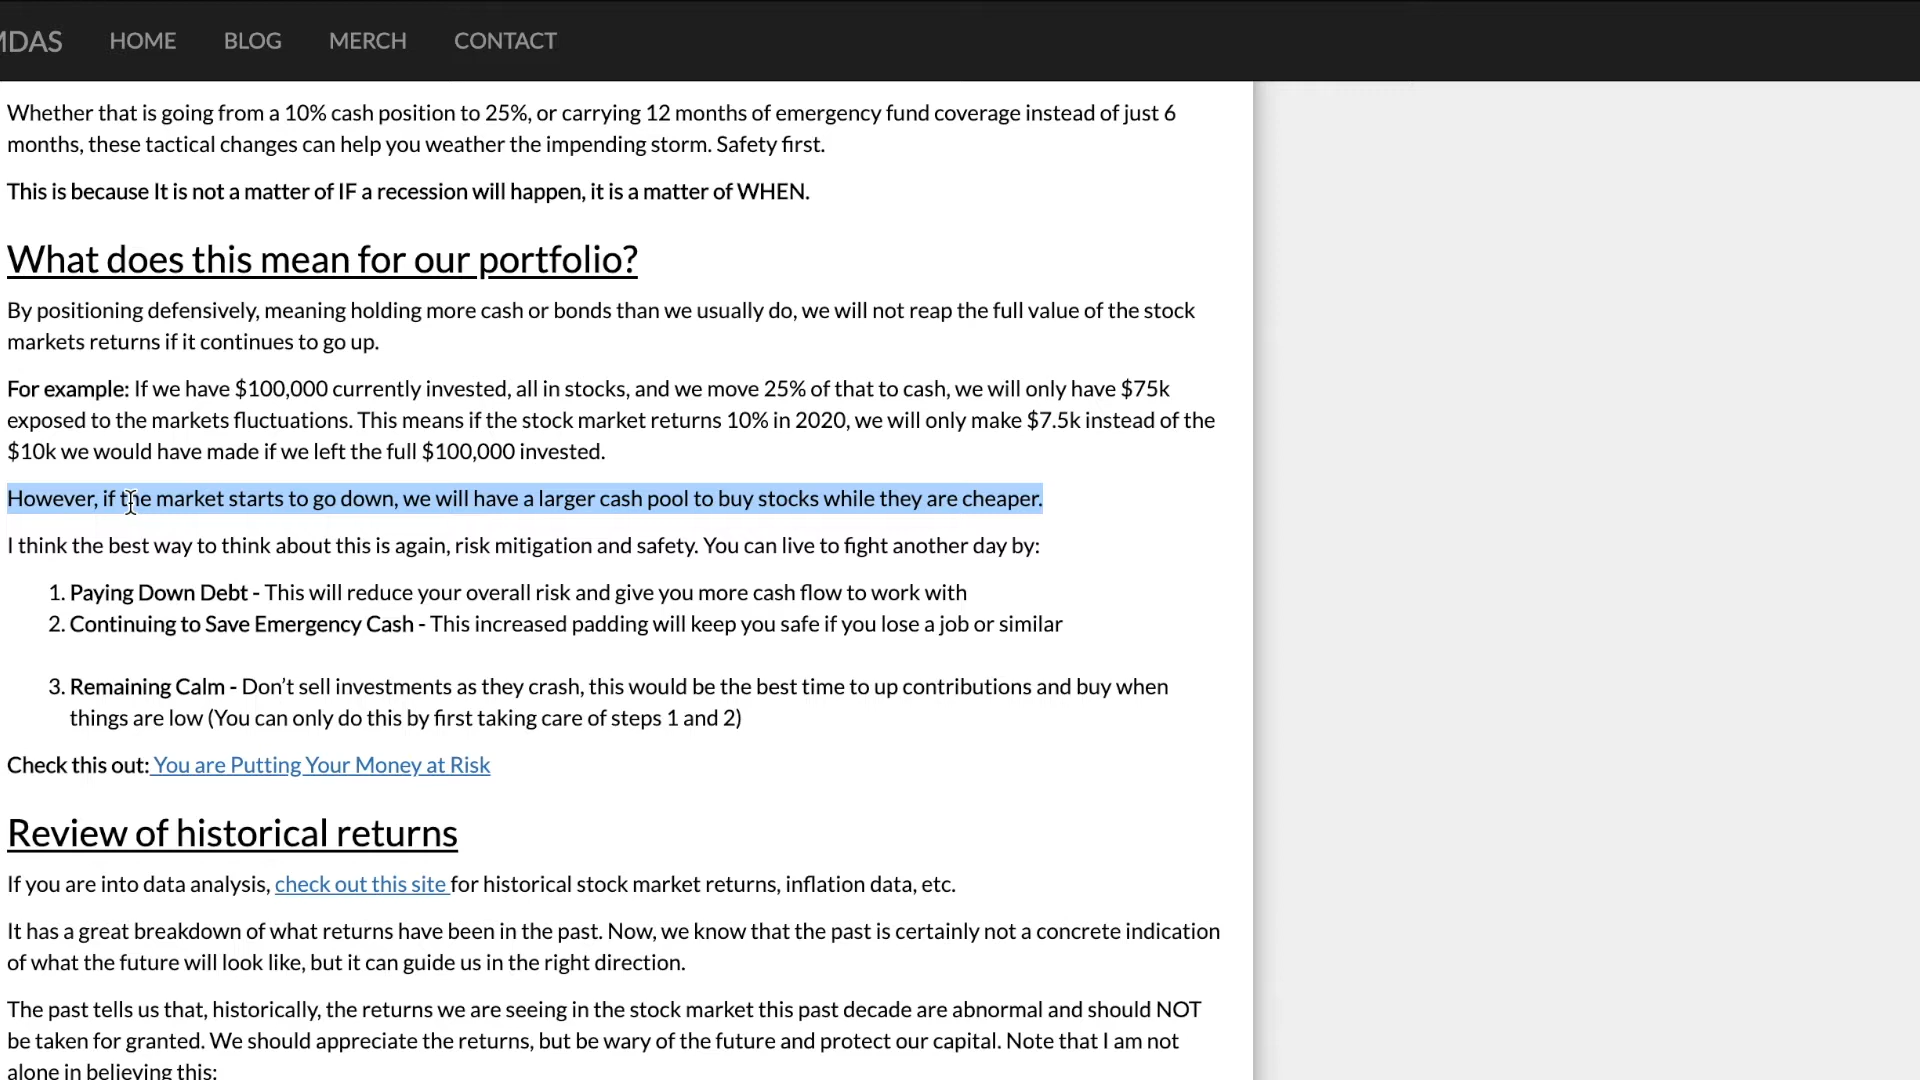 MDAS HOME BLOG MERCH CONTACT
Whether that is going from a 10% cash position to 25%, or carrying 12 months of emergency fund coverage instead of just 6
months, these tactical changes can help you weather the impending storm. Safety first.
This is because It is not a matter of IF a recession will happen, it is a matter of WHEN.
What does this mean for our portfolio?
By positioning defensively, meaning holding more cash or bonds than we usually do, we will not reap the full value of the stock
markets returns if it continues to go up.
For example: If we have $100,000 currently invested, all in stocks, and we move 25% of that to cash, we will only have $75k
exposed to the markets fluctuations. This means if the stock market returns 10% in 2020, we will only make $7.5k instead of the
$10k we would have made if we left the full $100,000 invested.
However, if the market starts to go down, we will have a larger cash pool to buy stocks while they are cheaper.
I think the best way to think about this is again, risk mitigation and safety. You can live to fight another day by:
1. Paying Down Debt - This will reduce your overall risk and give you more cash flow to work with
2. Continuing to Save Emergency Cash - This increased padding will keep you safe if you lose a job or similar
3. Remaining Calm - Don’t sell investments as they crash, this would be the best time to up contributions and buy when
things are low (You can only do this by first taking care of steps 1 and 2)
Check this out: You are Putting Your Money at Risk
Review of historical returns
If you are into data analysis, check out this site for historical stock market returns, inflation data, etc.
It has a great breakdown of what returns have been in the past. Now, we know that the past is certainly not a concrete indication
of what the future will look like, but it can guide us in the right direction.
The past tells us that, historically, the returns we are seeing in the stock market this past decade are abnormal and should NOT
be taken for granted. We should appreciate the returns, but be wary of the future and protect our capital. Note that I am not
alone in believing this: